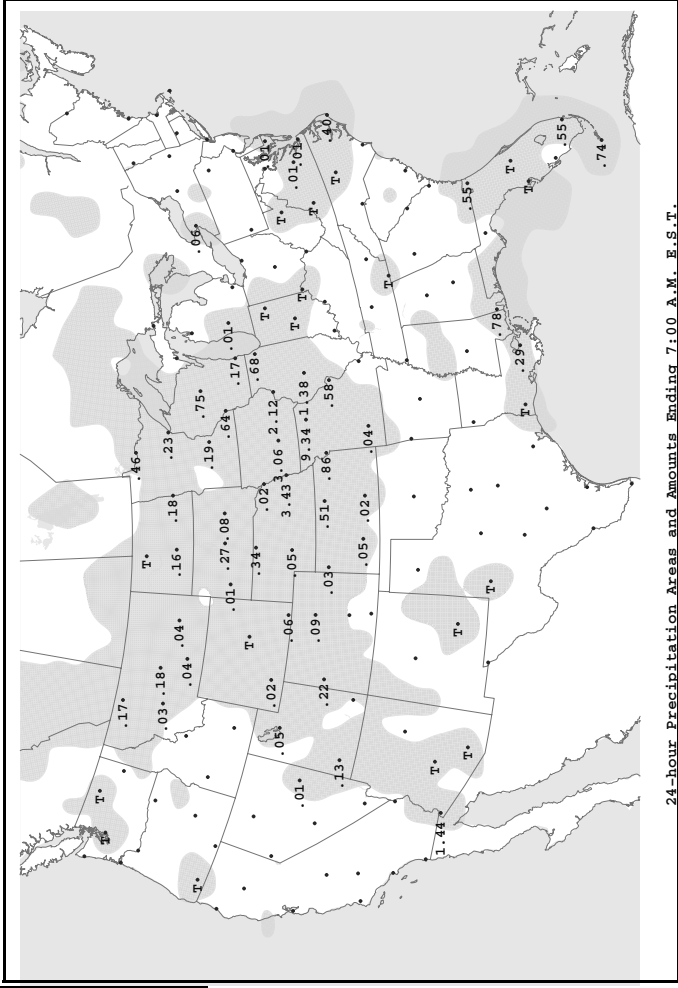 T
T
.17
.46
T
.03
.18
.23
.18
.16
.04
.04
.06
T
.75
.19
.27
.08
.64
.01
.01
.17
T
.34
.68
.02
T
.01
.02
3.06
2.12
.05
T
3.43
.06
.05
T
.01
.01
.01
T
9.34
1.38
T
.09
.51
.22
.86
.40
.03
.58
T
.13
.05
.02
.04
T
T
1.44
T
.55
T
T
.78
T
.29
T
T
.55
.74
24-hour Precipitation Areas and Amounts Ending 7:00 A.M. E.S.T.